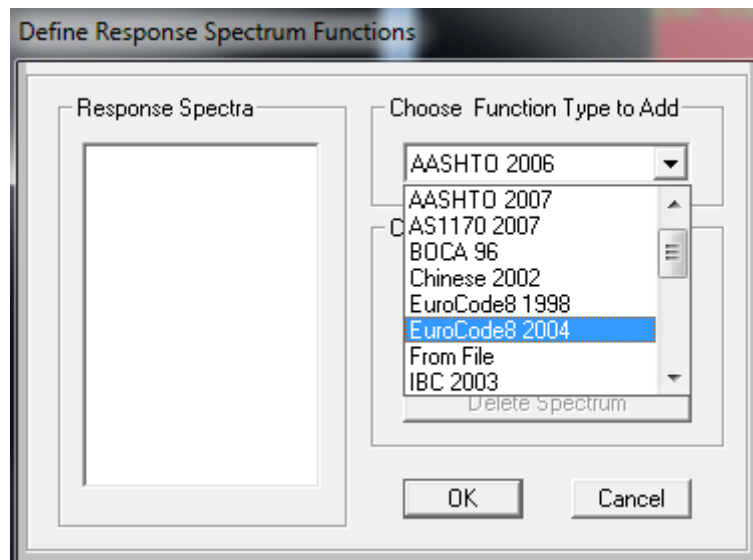 Define Response Spectrum Functions
Response Spectra
Choose Function Type to Add
AASHTO 2006
AASHTO 2007
C
AS1170 2007
BOCA 96
Chinese 2002
EuroCode8 1998
EuroCode8 2004
From File
IBC 2003
Delete Spectrum
OK
Cancel